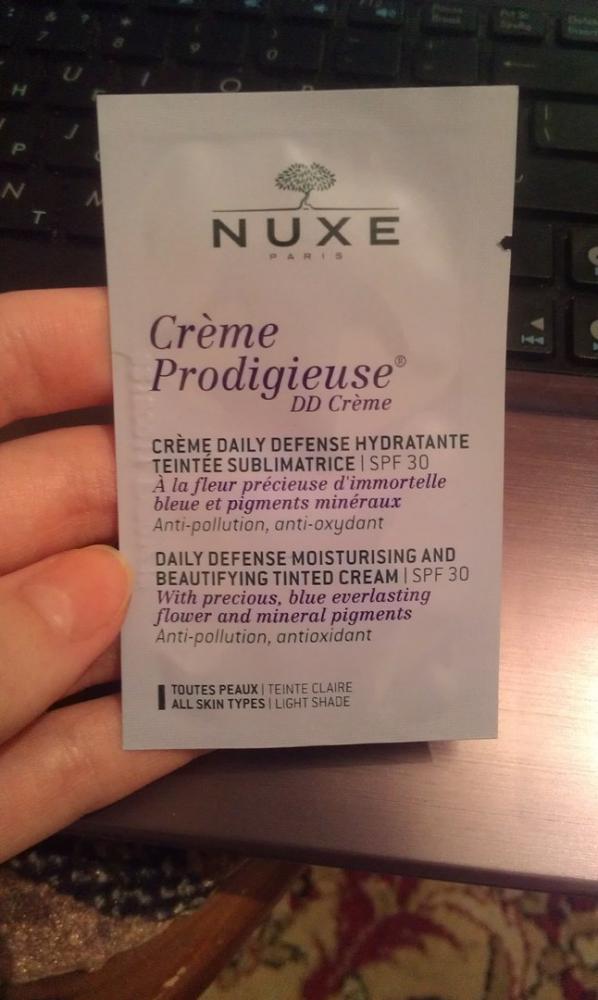 NUXE
PARIS
Crème
Prodigieuse®
DD Crème
CRÈME DAILY DEFENSE HYDRATANTE
TEINTÉE SUBLIMATRICE | SPF 30
À la fleur précieuse d'immortelle
bleue et pigments minéraux
Anti-pollution, anti-oxydant
DAILY DEFENSE MOISTURISING AND
BEAUTIFYING TINTED CREAM | SPF 30
With precious, blue everlasting
flower and mineral pigments
Anti-pollution, antioxidant
TOUTES PEAUX | TEINTE CLAIRE
ALL SKIN TYPES | LIGHT SHADE